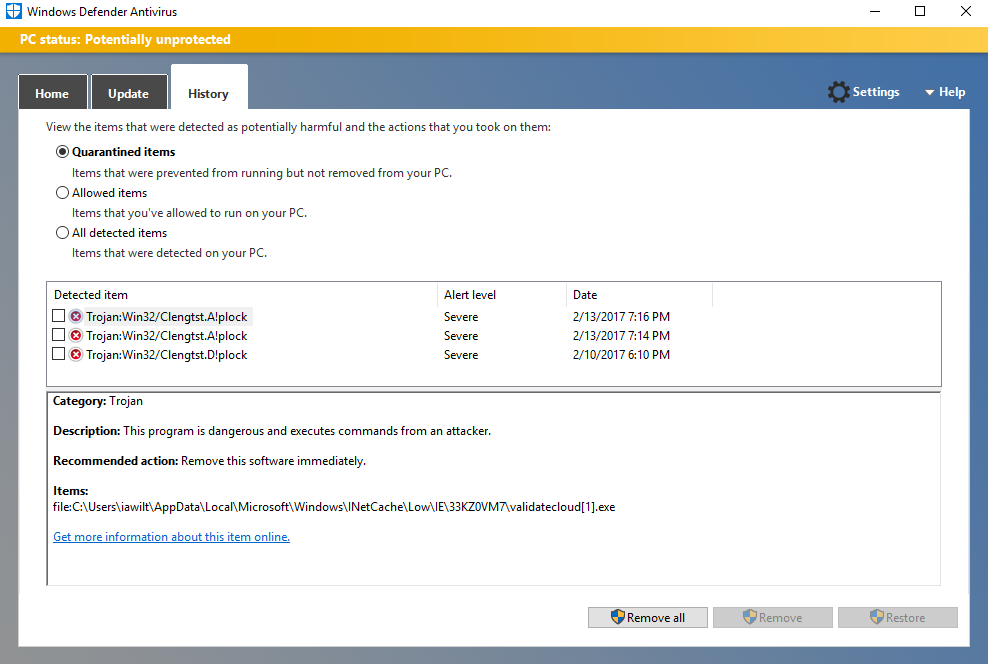 Windows Defender Antivirus
PC status: Potentially unprotected
Home Update History Settings Help
View the items that were detected as potentially harmful and the actions that you took on them:
Quarantined items
Items that were prevented from running but not removed from your PC.
Allowed items
Items that you've allowed to run on your PC.
All detected items
Items that were detected on your PC.
Detected item Alert level Date
Trojan:Win32/Clengtst.A!plock Severe 2/13/2017 7:16 PM
Trojan:Win32/Clengtst.A!plock Severe 2/13/2017 7:14 PM
Trojan:Win32/Clengtst.D!plock Severe 2/10/2017 6:10 PM
Category: Trojan
Description: This program is dangerous and executes commands from an attacker.
Recommended action: Remove this software immediately.
Items:
file:C:\Users\iawilt\AppData\Local\Microsoft\Windows\INetCache\Low\IE\33KZ0VM7\validatecloud[1].exe
Get more information about this item online.
Remove all Remove Restore